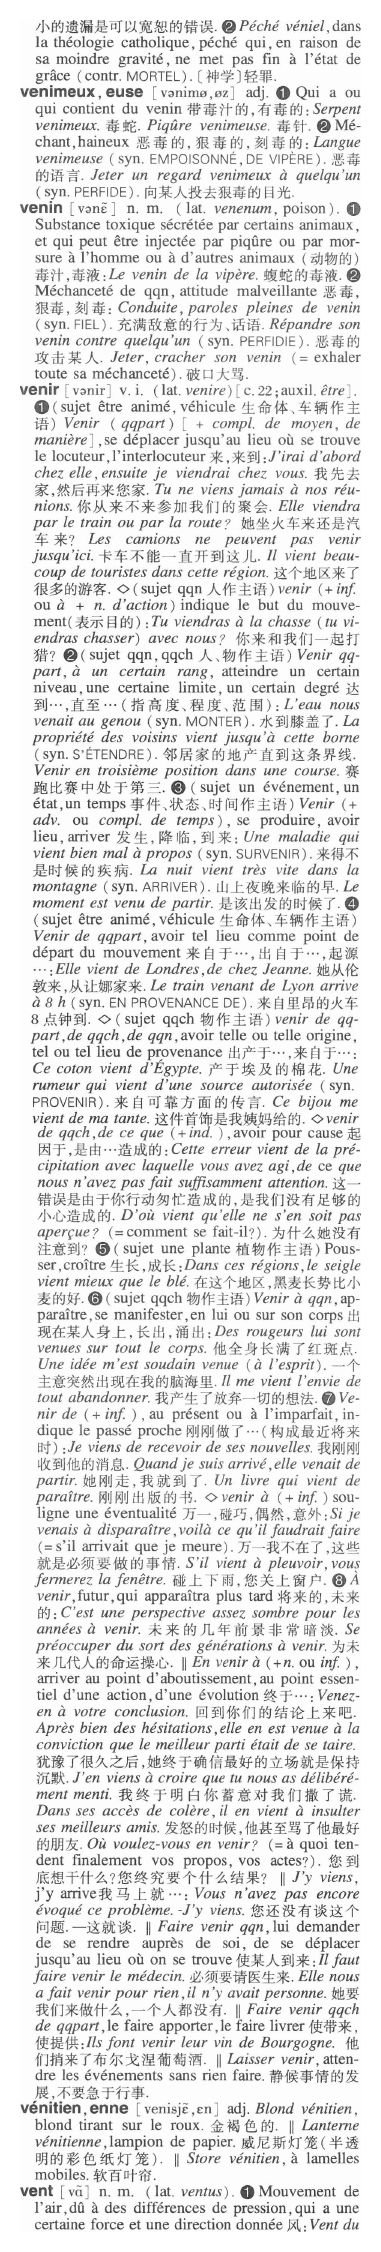 小的遗漏是可以宽恕的错误. ❷ Péché véniel, dans
la théologie catholique, péché qui, en raison de
sa moindre gravité, ne met pas fin à l'état de
grâce (contr. MORTEL). [神学]轻罪.
venimeux, euse [vənimø, øz] adj. ❶ Qui a ou
qui contient du venin 带毒汁的,有毒的: Serpent
venimeux. 毒蛇. Piqûre venimeuse. 毒针. ❷ Mé-
chant, haineux 恶毒的, 狠毒的, 刻毒的: Langue
venimeuse (syn. EMPOISONNÉ, DE VIPÈRE). 恶毒
的语言. Jeter un regard venimeux à quelqu'un
(syn. PERFIDE). 向某人投去狠毒的目光.
venin [vənɛ̃] n. m. (lat. venenum, poison). ❶
Substance toxique sécrétée par certains animaux,
et qui peut être injectée par piqûre ou par mor-
sure à l'homme ou à d'autres animaux (动物的)
毒汁,毒液: Le venin de la vipère. 蝮蛇的毒液. ❷
Méchanceté de qqn, attitude malveillante 恶毒,
狠毒, 刻毒: Conduite, paroles pleines de venin
(syn. FIEL). 充满敌意的行为、话语. Répandre son
venin contre quelqu'un (syn. PERFIDIE). 恶毒的
攻击某人. Jeter, cracher son venin (= exhaler
toute sa méchanceté). 破口大骂.
venir [vənir] v. i. (lat. venire) [c. 22; auxil. être].
❶ (sujet être animé, véhicule 生命体、车辆作主
语) Venir (qqpart) [ + compl. de moyen, de
manière], se déplacer jusqu'au lieu où se trouve
le locuteur, l'interlocuteur 来,来到: J'irai d'abord
chez elle, ensuite je viendrai chez vous. 我先去她
家,然后再来您家. Tu ne viens jamais à nos réu-
nions. 你从来不来参加我们的聚会. Elle viendra
par le train ou par la route? 她坐火车来还是汽
车来? Les camions ne peuvent pas venir
jusqu'ici. 卡车不能一直开到这儿. Il vient beau-
coup de touristes dans cette région. 这个地区来了
很多的游客. ◇(sujet qqn 人作主语) venir (+ inf.
ou à + n. d'action) indique le but du mouve-
ment(表示目的): Tu viendras à la chasse (tu vi-
endras chasser) avec nous? 你来和我们一起打
猎? ❷ (sujet qqn, qqch 人、物作主语) Venir qq-
part, à un certain rang, atteindre un certain
niveau, une certaine limite, un certain degré 达
到…,直至…(指高度、程度、范围): L'eau nous
venait au genou (syn. MONTER). 水到膝盖了. La
propriété des voisins vient jusqu'à cette borne
(syn. S'ÉTENDRE). 邻居家的地产直到这条界线.
Venir en troisième position dans une course. 赛
跑比赛中处于第三. ❸ (sujet un événement, un
état, un temps 事件、状态、时间作主语) Venir (+
adv. ou compl. de temps), se produire, avoir
lieu, arriver 发生, 降临, 到来: Une maladie qui
vient bien mal à propos (syn. SURVENIR). 来得不
是时候的疾病. La nuit vient très vite dans la
montagne (syn. ARRIVER). 山上夜晚来临的早. Le
moment est venu de partir. 是该出发的时候了. ❹
(sujet être animé, véhicule 生命体、车辆作主语)
Venir de qqpart, avoir tel lieu comme point de
départ du mouvement 来自于…,出自于…,起源
…: Elle vient de Londres, de chez Jeanne. 她从伦
敦来,从让娜家来. Le train venant de Lyon arrive
à 8 h (syn. EN PROVENANCE DE). 来自里昂的火车
8 点钟到. ◇(sujet qqch 物作主语) venir de qq-
part, de qqch, de qqn, avoir telle ou telle origine,
tel ou tel lieu de provenance 出产于…,来自于…:
Ce coton vient d'Égypte. 产于埃及的棉花. Une
rumeur qui vient d'une source autorisée (syn.
PROVENIR). 来自可靠方面的传言. Ce bijou me
vient de ma tante. 这件首饰是我姨妈给的. ◇venir
de qqch, de ce que (+ ind.), avoir pour cause 起
因于,是由…造成的: Cette erreur vient de la pré-
cipitation avec laquelle vous avez agi, de ce que
nous n'avez pas fait suffisamment attention. 这一
错误是由于你行动匆忙造成的,是我们没有足够的
小心造成的. D'où vient qu'elle ne s'en soit pas
aperçue? (= comment se fait-il?). 为什么她没有
注意到? ❺ (sujet une plante 植物作主语) Pous-
ser, croître 生长,成长: Dans ces régions, le seigle
vient mieux que le blé. 在这个地区,黑麦长势比小
麦的好. ❻ (sujet qqch 物作主语) Venir à qqn, ap-
paraître, se manifester, en lui ou sur son corps 出
现在某人身上,长出,涌出: Des rougeurs lui sont
venues sur tout le corps. 他全身长满了红斑点.
Une idée m'est soudain venue (à l'esprit). 一个
主意突然出现在我的脑海里. Il me vient l'envie de
tout abandonner. 我产生了放弃一切的想法. ❼ Ve-
nir de (+ inf.), au présent ou à l'imparfait, in-
dique le passé proche 刚刚做了…(构成最近将来
时): Je viens de recevoir de ses nouvelles. 我刚刚
收到他的消息. Quand je suis arrivé, elle venait de
partir. 她刚走,我就到了. Un livre qui vient de
paraître. 刚刚出版的书. ◇ venir à (+ inf.) sou-
ligne une éventualité 万一,碰巧,偶然,意外: Si je
venais à disparaître, voilà ce qu'il faudrait faire
(= s'il arrivait que je meure). 万一我不在了,这些
就是必须要做的事情. S'il vient à pleuvoir, vous
fermerez la fenêtre. 碰上下雨,您关上窗户. ❽ À
venir, futur, qui apparaîtra plus tard 将来的,未来
的: C'est une perspective assez sombre pour les
années à venir. 未来的几年前景非常暗淡. Se
préoccuper du sort des générations à venir. 为未
来几代人的命运操心. ‖ En venir à (+ n. ou inf.),
arriver au point d'aboutissement, au point essen-
tiel d'une action, d'une évolution 终于…: Venez-
en à votre conclusion. 回到你们的结论上来吧.
Après bien des hésitations, elle en est venue à la
conviction que le meilleur parti était de se taire.
犹豫了很久之后,她终于确信最好的立场就是保持
沉默. J'en viens à croire que tu nous as délibéré-
ment menti. 我终于明白你蓄意对我们撒了谎.
Dans ses accès de colère, il en vient à insulter
ses meilleurs amis. 发怒的时候,他甚至骂了他最好
的朋友. Où voulez-vous en venir? (= à quoi ten-
dent finalement vos propos, vos actes?). 您到
底想干什么?您终究要个什么结果? ‖ J'y viens,
j'y arrive 我马上就…: Vous n'avez pas encore
évoqué ce problème. -J'y viens. 您还没有谈这个
问题. —这就谈. ‖ Faire venir qqn, lui demander
de se rendre auprès de soi, de se déplacer
jusqu'au lieu où on se trouve 使某人到来: Il faut
faire venir le médecin. 必须要请医生来. Elle nous
a fait venir pour rien, il n'y avait personne. 她要
我们来做什么,一个人都没有. ‖ Faire venir qqch
de qqpart, le faire apporter, le faire livrer 使带来,
使提供: Ils font venir leur vin de Bourgogne. 他
们捎来了布尔戈涅葡萄酒. ‖ Laisser venir, atten-
dre les événements sans rien faire. 静候事情的发
展,不要急于行事.
vénitien, enne [venisjɛ̃, ɛn] adj. Blond vénitien,
blond tirant sur le roux. 金褐色的. ‖ Lanterne
vénitienne, lampion de papier. 威尼斯灯笼(半透
明的彩色纸灯笼). ‖ Store vénitien, à lamelles
mobiles. 软百叶帘.
vent [vɑ̃] n. m. (lat. ventus). ❶ Mouvement de
l'air, dû à des différences de pression, qui a une
certaine force et une direction donnée 风: Vent du